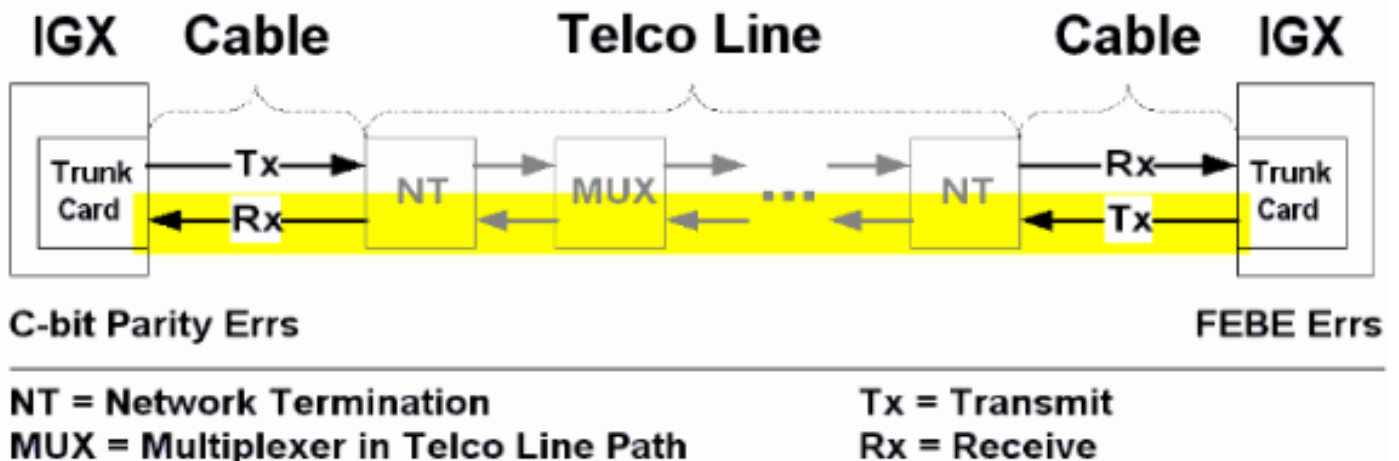 IGX Cable Telco Line Cable IGX
Trunk Card
Tx
Rx
NT
MUX
...
NT
Rx
Tx
Trunk Card
C-bit Parity Errs FEBE Errs
NT = Network Termination Tx = Transmit
MUX = Multiplexer in Telco Line Path Rx = Receive